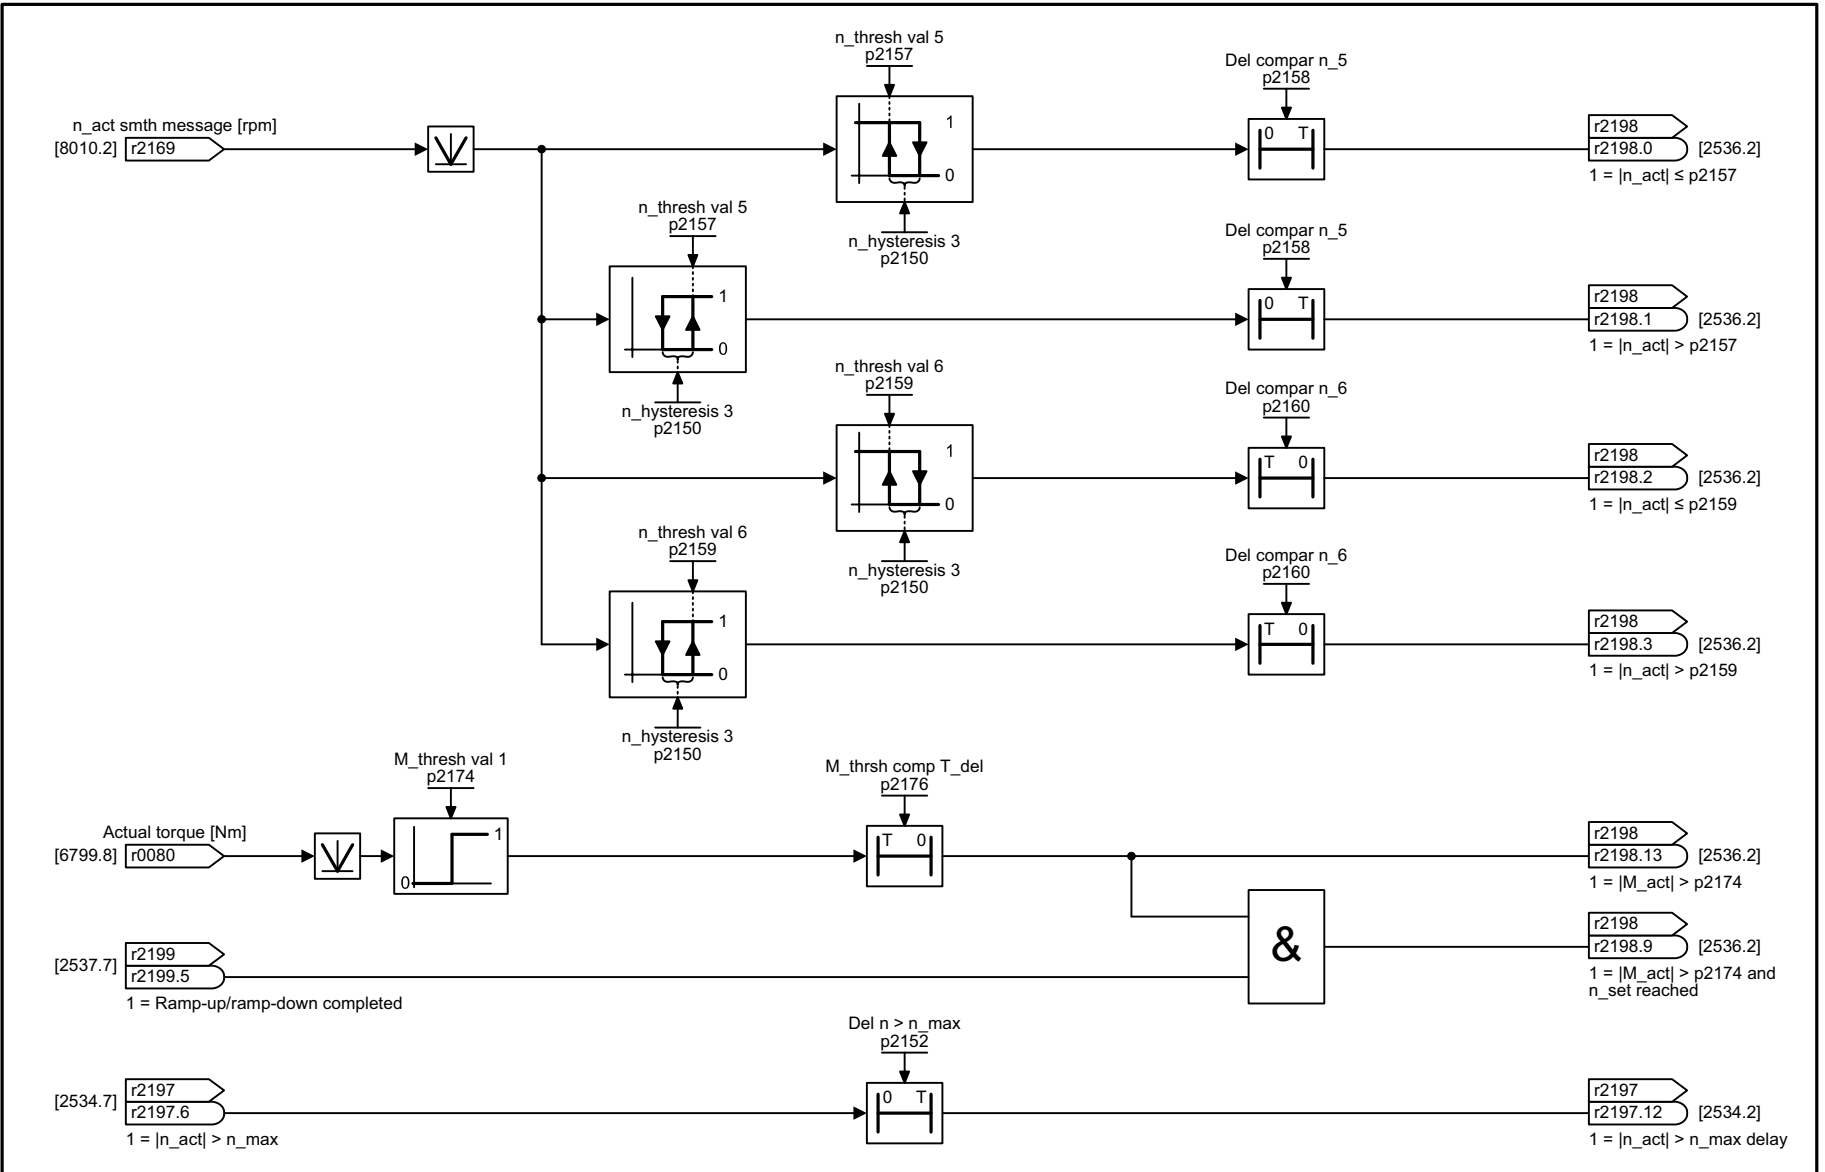 n_thresh val 5
p2157
Del compar n_5
p2158
n_act smth message [rpm]
[8010.2] r2169
1
0
0 T
r2198
r2198.0 [2536.2]
1 = |n_act| ≤ p2157
n_hysteresis 3
p2150
n_thresh val 5
p2157
Del compar n_5
p2158
1
0
0 T
r2198
r2198.1 [2536.2]
1 = |n_act| > p2157
n_hysteresis 3
p2150
n_thresh val 6
p2159
Del compar n_6
p2160
1
0
T 0
r2198
r2198.2 [2536.2]
1 = |n_act| ≤ p2159
n_hysteresis 3
p2150
n_thresh val 6
p2159
Del compar n_6
p2160
1
0
T 0
r2198
r2198.3 [2536.2]
1 = |n_act| > p2159
n_hysteresis 3
p2150
M_thresh val 1
p2174
M_thrsh comp T_del
p2176
Actual torque [Nm]
[6799.8] r0080
1
0
T 0
r2198
r2198.13 [2536.2]
1 = |M_act| > p2174
&
r2198
r2198.9 [2536.2]
1 = |M_act| > p2174 and
n_set reached
r2199
[2537.7] r2199.5
1 = Ramp-up/ramp-down completed
Del n > n_max
p2152
r2197
[2534.7] r2197.6
1 = |n_act| > n_max
0 T
r2197
r2197.12 [2534.2]
1 = |n_act| > n_max delay